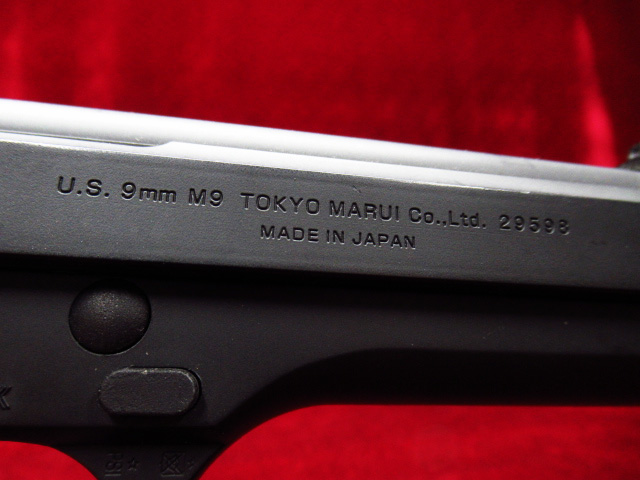 U.S. 9mm M9 TOKYO MARUI Co.,Ltd. 29598
MADE IN JAPAN